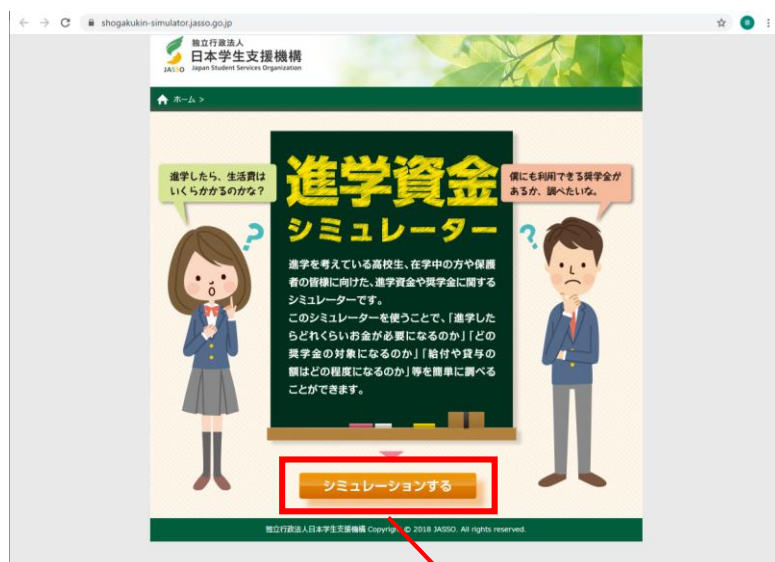 shogakukin-simulator.jasso.go.jp
独立行政法人
日本学生支援機構
JASSO Japan Student Services Organization
ホーム >
進学したら、生活費は
いくらかかるのかな？
進学資金
シミュレーター
僕にも利用できる奨学金が
あるか、調べたいな。
?
?
進学を考えている高校生、在学中の方や保護
者の皆様に向けた、進学資金や奨学金に関する
シミュレーターです。
このシミュレーターを使うことで、「進学した
らどれくらいお金が必要になるのか」「どの
奨学金の対象になるのか」「給付や貸与の
額はどの程度になるのか」等を簡単に調べる
ことができます。
シミュレーションする
独立行政法人日本学生支援機構 Copyright © 2018 JASSO. All rights reserved.